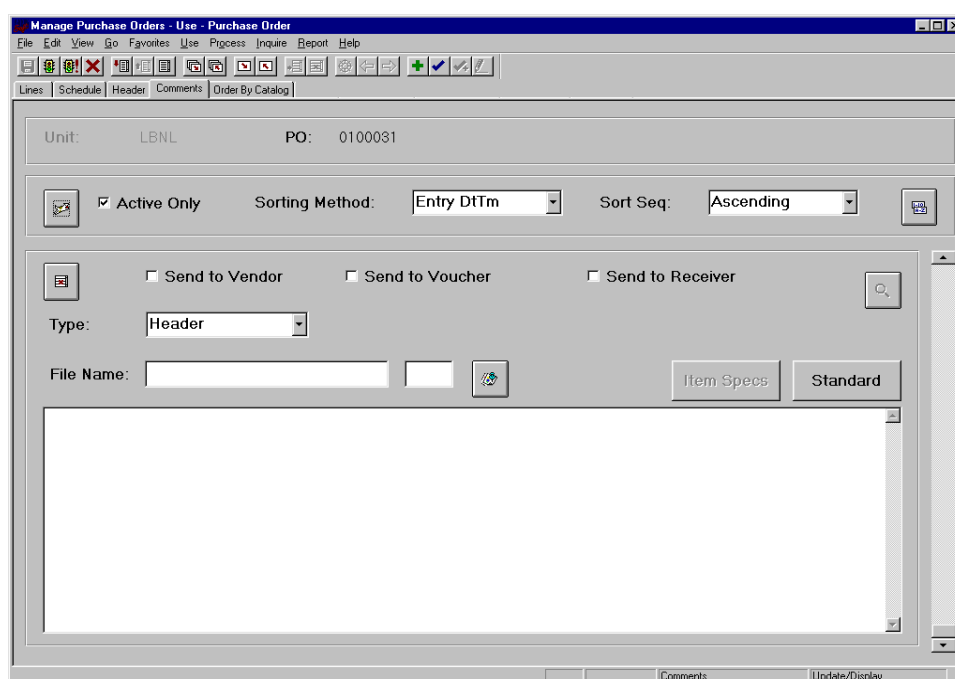 Manage Purchase Orders - Use - Purchase Order
File Edit View Go Favorites Use Process Inquire Report Help
Lines Schedule Header Comments Order By Catalog
Unit: LBNL PO: 0100031
Active Only Sorting Method: Entry DtTm Sort Seq: Ascending
Send to Vendor Send to Voucher Send to Receiver
Type: Header
File Name: Item Specs Standard
Comments Update/Display